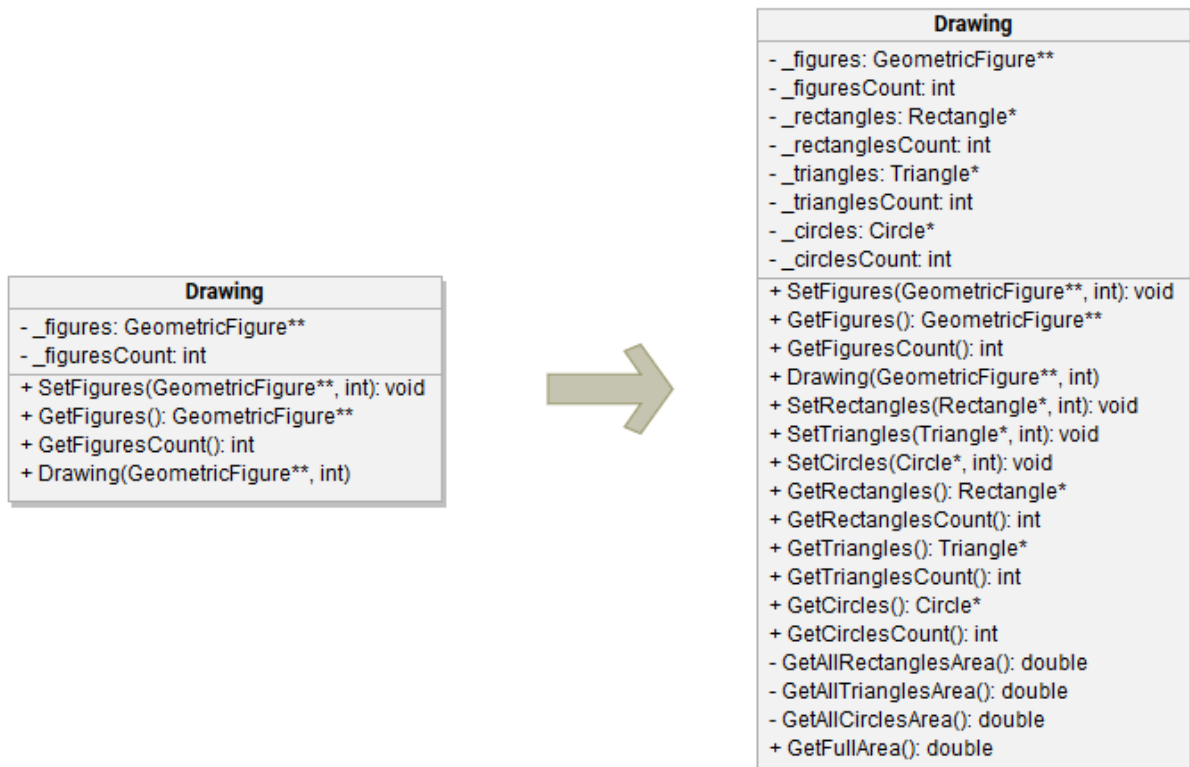 Drawing
- _figures: GeometricFigure**
- _figuresCount: int
+ SetFigures(GeometricFigure**, int): void
+ GetFigures(): GeometricFigure**
+ GetFiguresCount(): int
+ Drawing(GeometricFigure**, int)
Drawing
- _figures: GeometricFigure**
- _figuresCount: int
- _rectangles: Rectangle*
- _rectanglesCount: int
- _triangles: Triangle*
- _trianglesCount: int
- _circles: Circle*
- _circlesCount: int
+ SetFigures(GeometricFigure**, int): void
+ GetFigures(): GeometricFigure**
+ GetFiguresCount(): int
+ Drawing(GeometricFigure**, int)
+ SetRectangles(Rectangle*, int): void
+ SetTriangles(Triangle*, int): void
+ SetCircles(Circle*, int): void
+ GetRectangles(): Rectangle*
+ GetRectanglesCount(): int
+ GetTriangles(): Triangle*
+ GetTrianglesCount(): int
+ GetCircles(): Circle*
+ GetCirclesCount(): int
- GetAllRectanglesArea(): double
- GetAllTrianglesArea(): double
- GetAllCirclesArea(): double
+ GetFullArea(): double